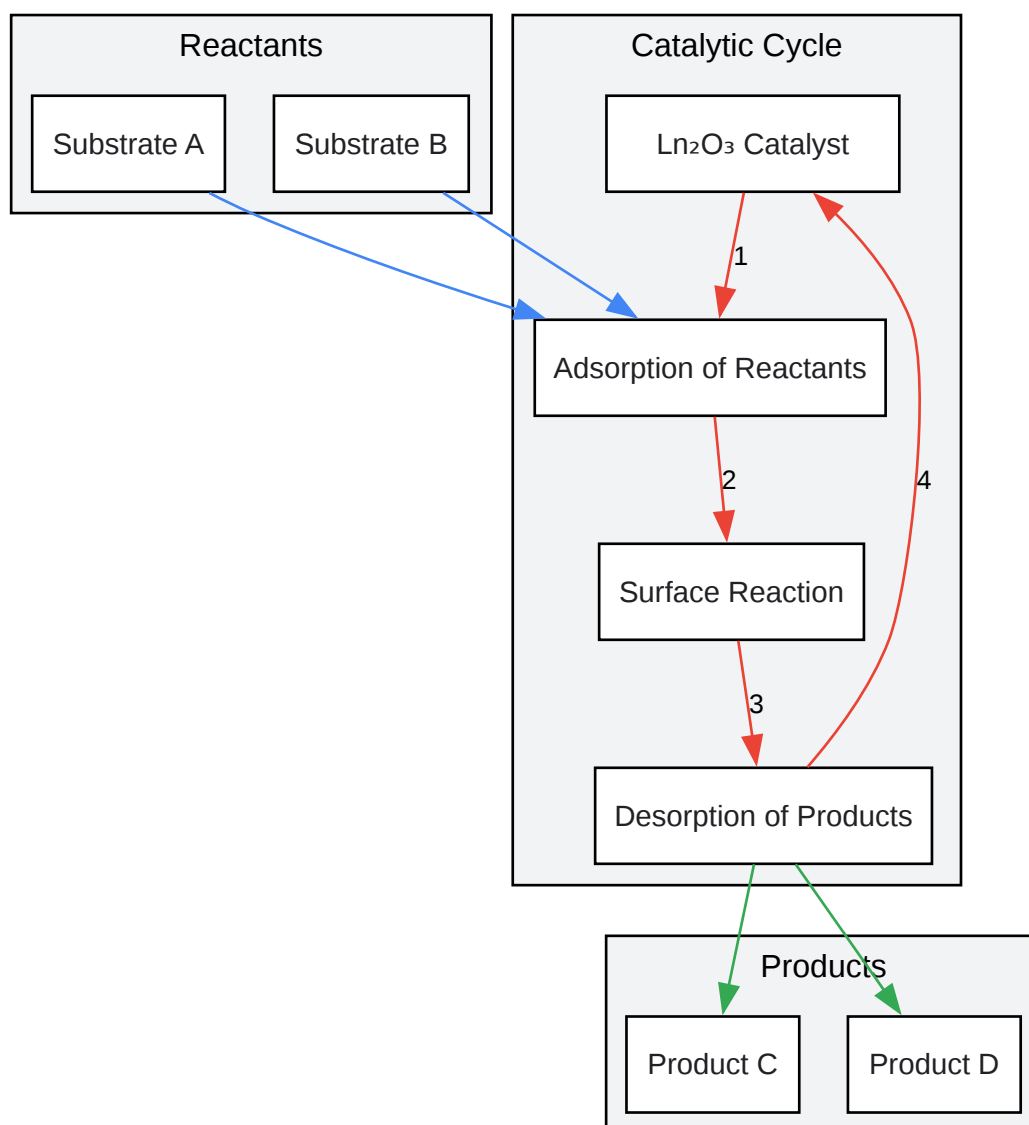 Reactants
Substrate A
Substrate B
Catalytic Cycle
Ln₂O₃ Catalyst
1
Adsorption of Reactants
2
4
Surface Reaction
3
Desorption of Products
Products
Product C
Product D